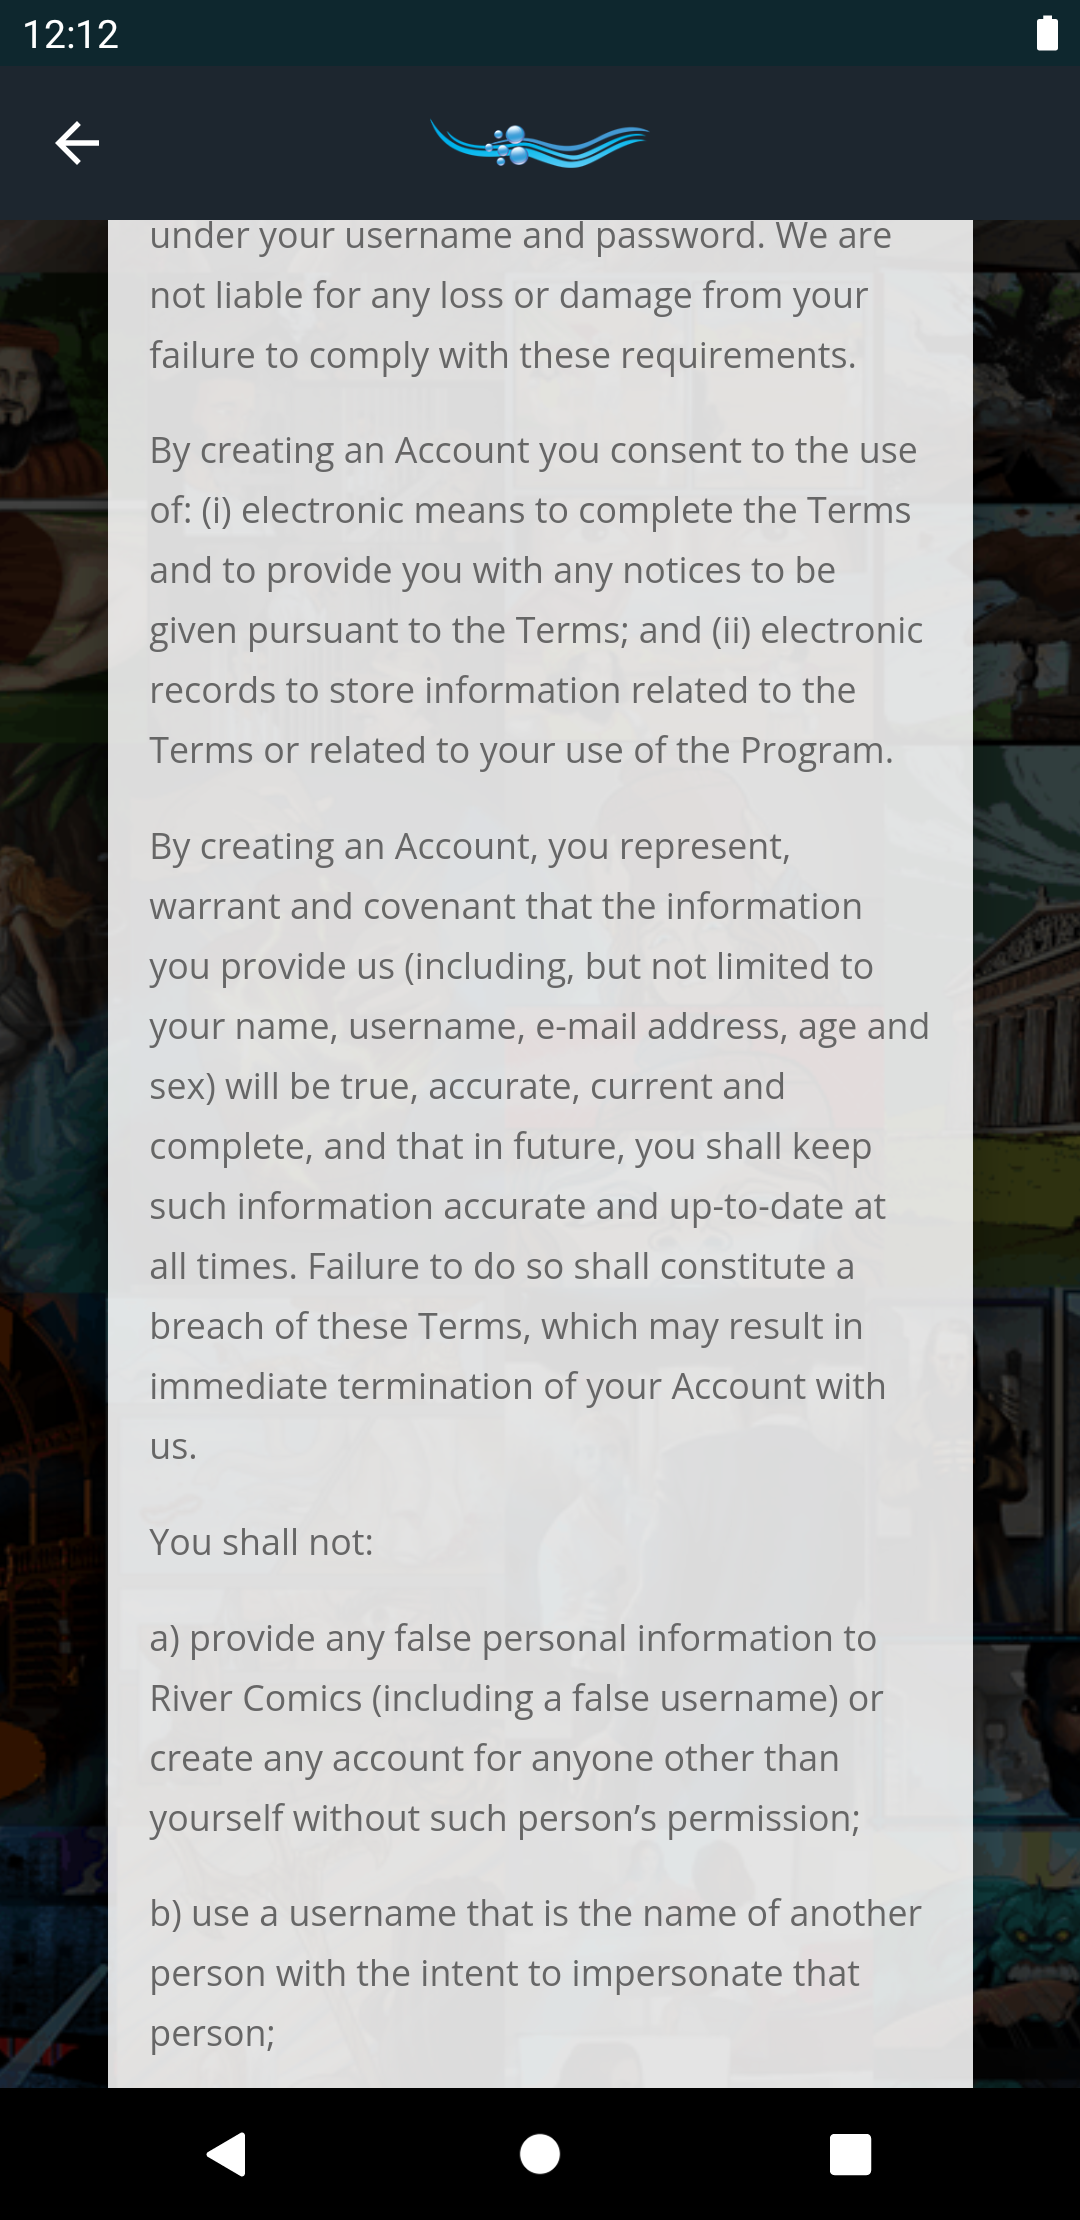 12:12
under your username and password. We are
not liable for any loss or damage from your
failure to comply with these requirements.
By creating an Account you consent to the use
of: (i) electronic means to complete the Terms
and to provide you with any notices to be
given pursuant to the Terms; and (ii) electronic
records to store information related to the
Terms or related to your use of the Program.
By creating an Account, you represent,
warrant and covenant that the information
you provide us (including, but not limited to
your name, username, e-mail address, age and
sex) will be true, accurate, current and
complete, and that in future, you shall keep
such information accurate and up-to-date at
all times. Failure to do so shall constitute a
breach of these Terms, which may result in
immediate termination of your Account with
us.
You shall not:
a) provide any false personal information to
River Comics (including a false username) or
create any account for anyone other than
yourself without such person’s permission;
b) use a username that is the name of another
person with the intent to impersonate that
person;